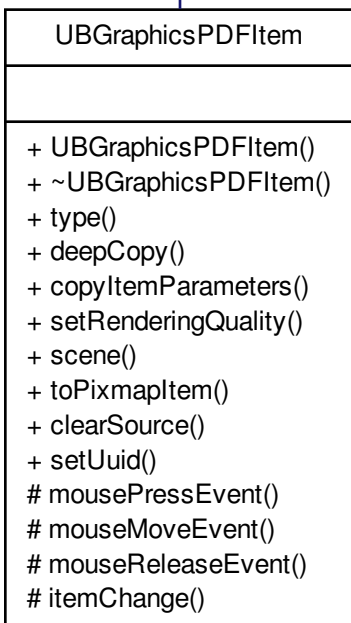 UBGraphicsPDFItem
+ UBGraphicsPDFItem()
+ ~UBGraphicsPDFItem()
+ type()
+ deepCopy()
+ copyItemParameters()
+ setRenderingQuality()
+ scene()
+ toPixmapItem()
+ clearSource()
+ setUuid()
# mousePressEvent()
# mouseMoveEvent()
# mouseReleaseEvent()
# itemChange()